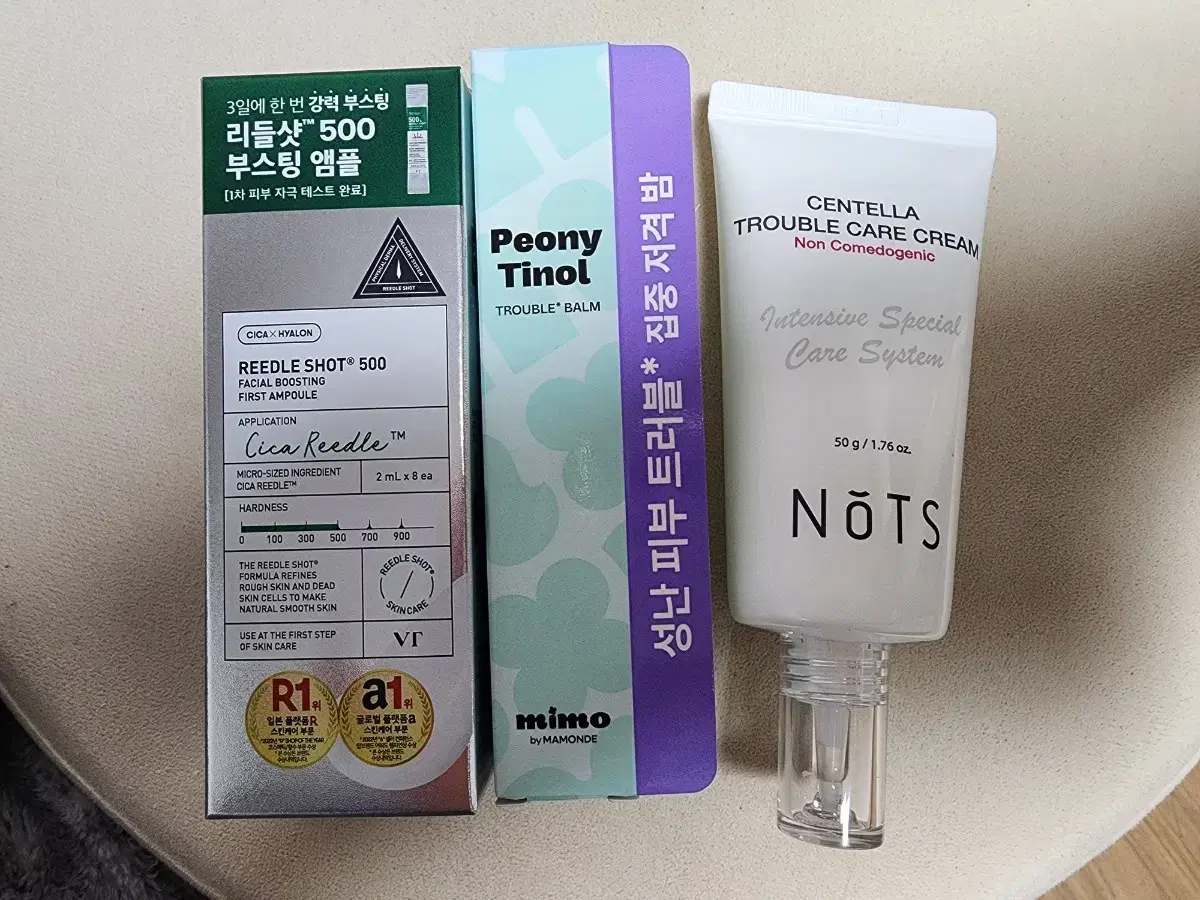 3일에 한 번 강력 부스팅
리들샷™ 500
부스팅 앰플
[1차 피부 자극 테스트 완료]
PHYSICAL DERMA
DELIVERY SYSTEM
REEDLE SHOT
CICA X HYALON
REEDLE SHOT® 500
FACIAL BOOSTING
FIRST AMPOULE
APPLICATION
Cica Reedle™
MICRO-SIZED INGREDIENT
CICA REEDLE™
2 mL x 8 ea
HARDNESS
0 100 300 500 700 900
THE REEDLE SHOT®
FORMULA REFINES
ROUGH SKIN AND DEAD
SKIN CELLS TO MAKE
NATURAL SMOOTH SKIN
REEDLE SHOT®
SKIN CARE
USE AT THE FIRST STEP
OF SKIN CARE
VT
R1위
일본 플랫폼R
스킨케어 부문
a1위
글로벌 플랫폼a
스킨케어 부문
Peony
Tinol
TROUBLE* BALM
mimo
by MAMONDE
성난 피부 트러블* 집중 저격 밤
CENTELLA
TROUBLE CARE CREAM
Non Comedogenic
Intensive Special
Care System
50 g / 1.76 oz.
NōTS